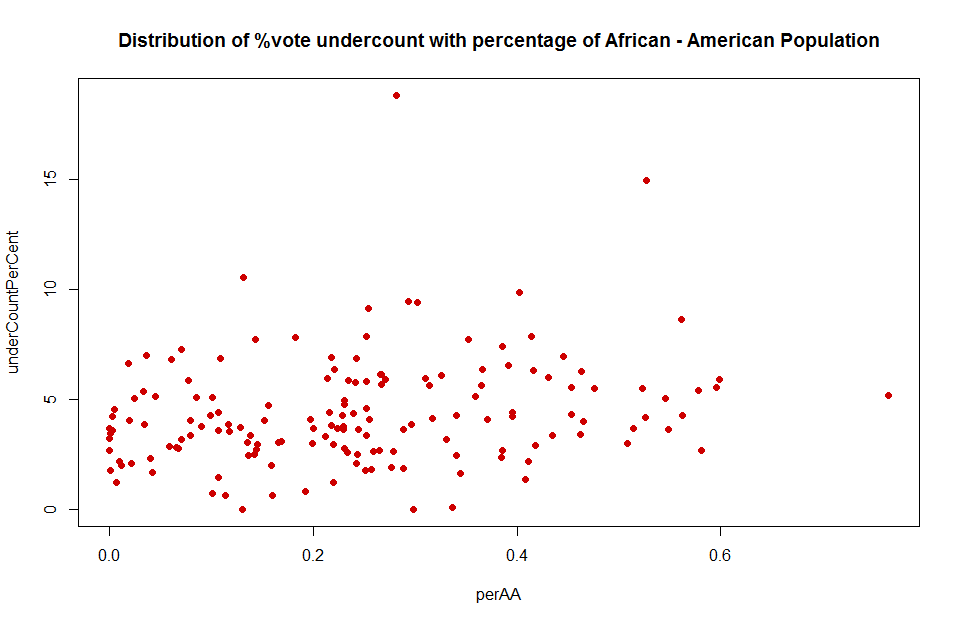 Distribution of %vote undercount with percentage of African - American Population
underCountPerCent
15
10
5
0
0.0 0.2 0.4 0.6
perAA